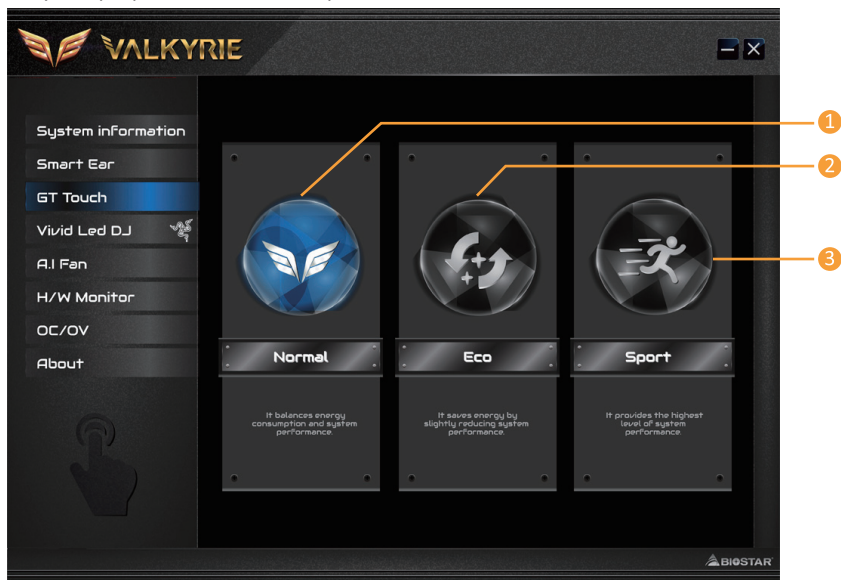 VALKYRIE
System information
Smart Ear
GT Touch
Vivid Led DJ
A.I Fan
H/W Monitor
OC/OV
About
1
2
3
Normal
Eco
Sport
It balances energy
consumption and system
performance.
It saves energy by
slightly reducing system
performance.
It provides the highest
level of system
performance.
BIOSTAR